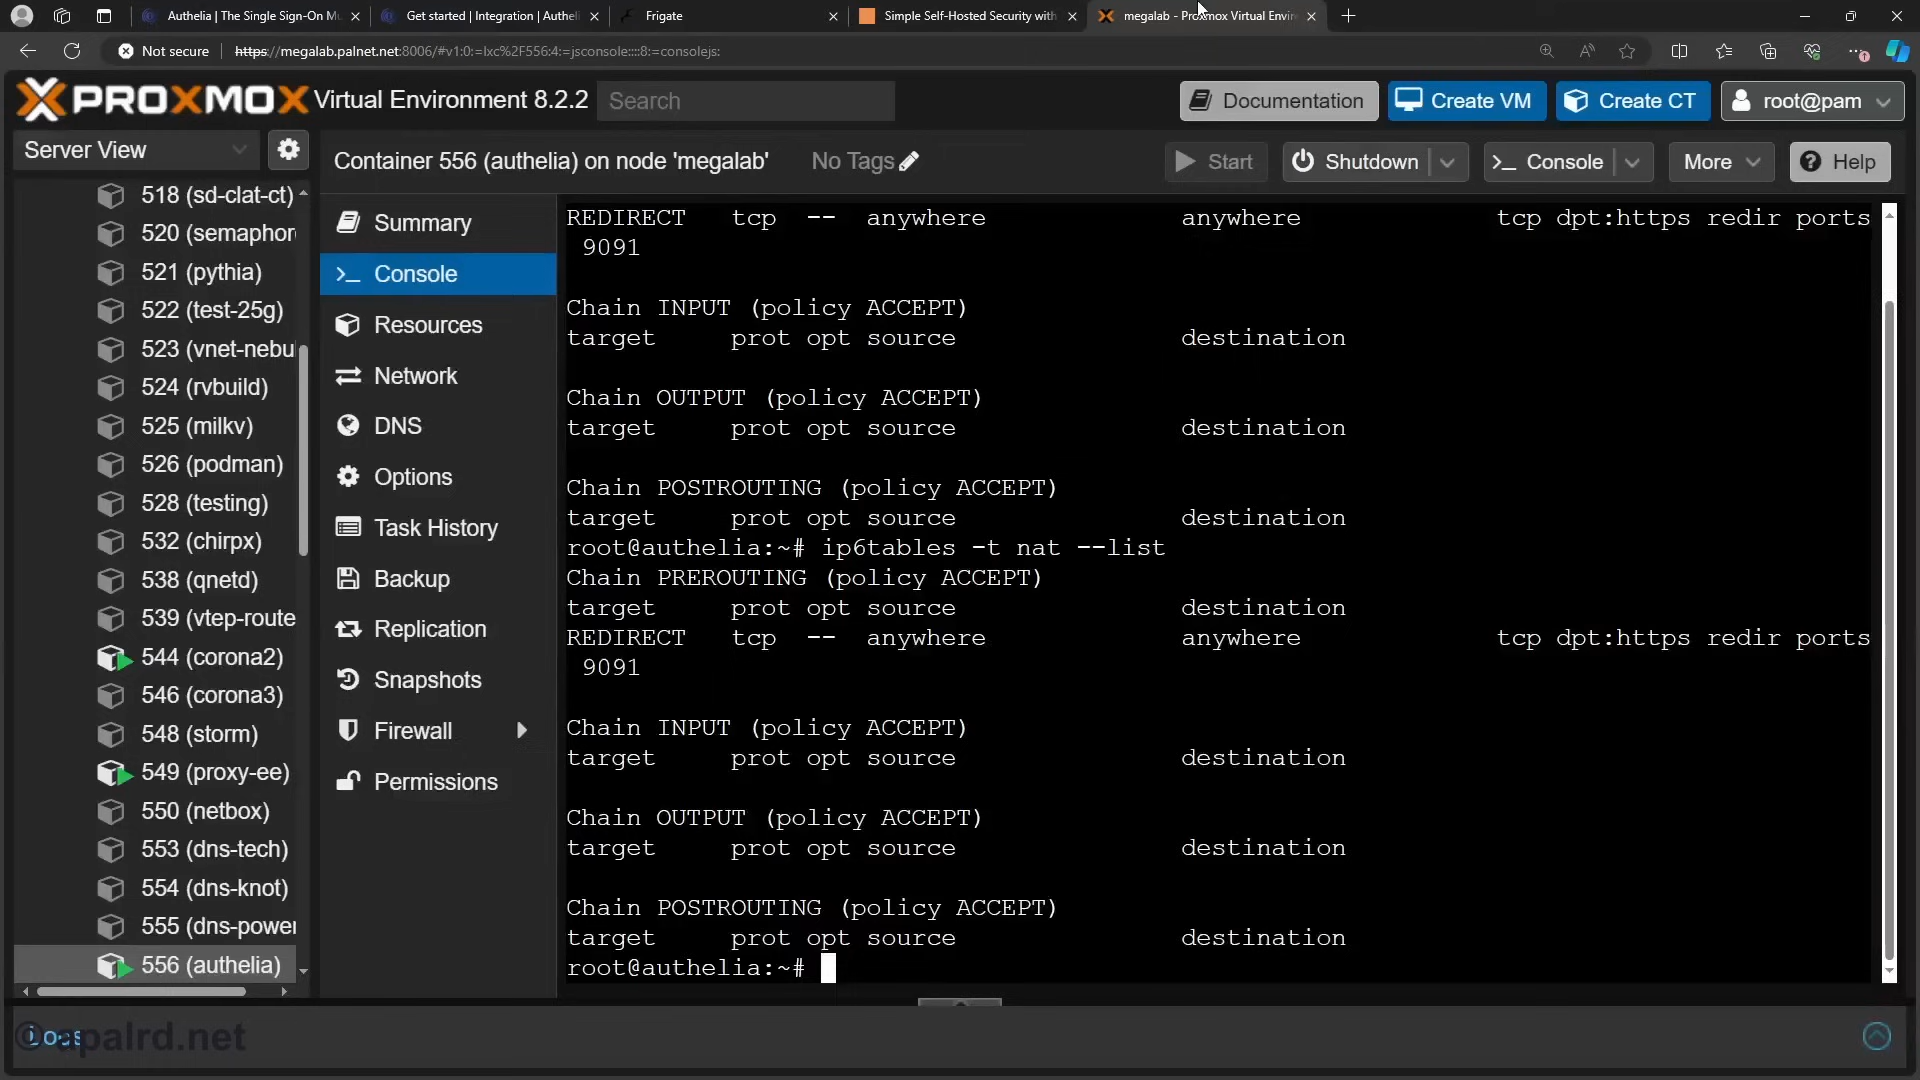 Authelia | The Single Sign-On Mu
Get started | Integration | Autheli
Frigate
Simple Self-Hosted Security with
megalab - Proxmox Virtual Envir
Not secure
https://megalab.palnet.net:8006/#v1:0:=lxc%2F556:4:=jsconsole::::8:=consolejs:
PROXMOX Virtual Environment 8.2.2
Search
Documentation
Create VM
Create CT
root@pam
Server View
Container 556 (authelia) on node 'megalab'
No Tags
Start
Shutdown
Console
More
Help
518 (sd-clat-ct)
520 (semaphor
521 (pythia)
522 (test-25g)
523 (vnet-nebu
524 (rvbuild)
525 (milkv)
526 (podman)
528 (testing)
532 (chirpx)
538 (qnetd)
539 (vtep-route
544 (corona2)
546 (corona3)
548 (storm)
549 (proxy-ee)
550 (netbox)
553 (dns-tech)
554 (dns-knot)
555 (dns-power
556 (authelia)
Summary
Console
Resources
Network
DNS
Options
Task History
Backup
Replication
Snapshots
Firewall
Permissions
REDIRECT tcp -- anywhere anywhere tcp dpt:https redir ports
9091
Chain INPUT (policy ACCEPT)
target prot opt source destination
Chain OUTPUT (policy ACCEPT)
target prot opt source destination
Chain POSTROUTING (policy ACCEPT)
target prot opt source destination
root@authelia:~# ip6tables -t nat --list
Chain PREROUTING (policy ACCEPT)
target prot opt source destination
REDIRECT tcp -- anywhere anywhere tcp dpt:https redir ports
9091
Chain INPUT (policy ACCEPT)
target prot opt source destination
Chain OUTPUT (policy ACCEPT)
target prot opt source destination
Chain POSTROUTING (policy ACCEPT)
target prot opt source destination
root@authelia:~#
Logs
© apalrd.net